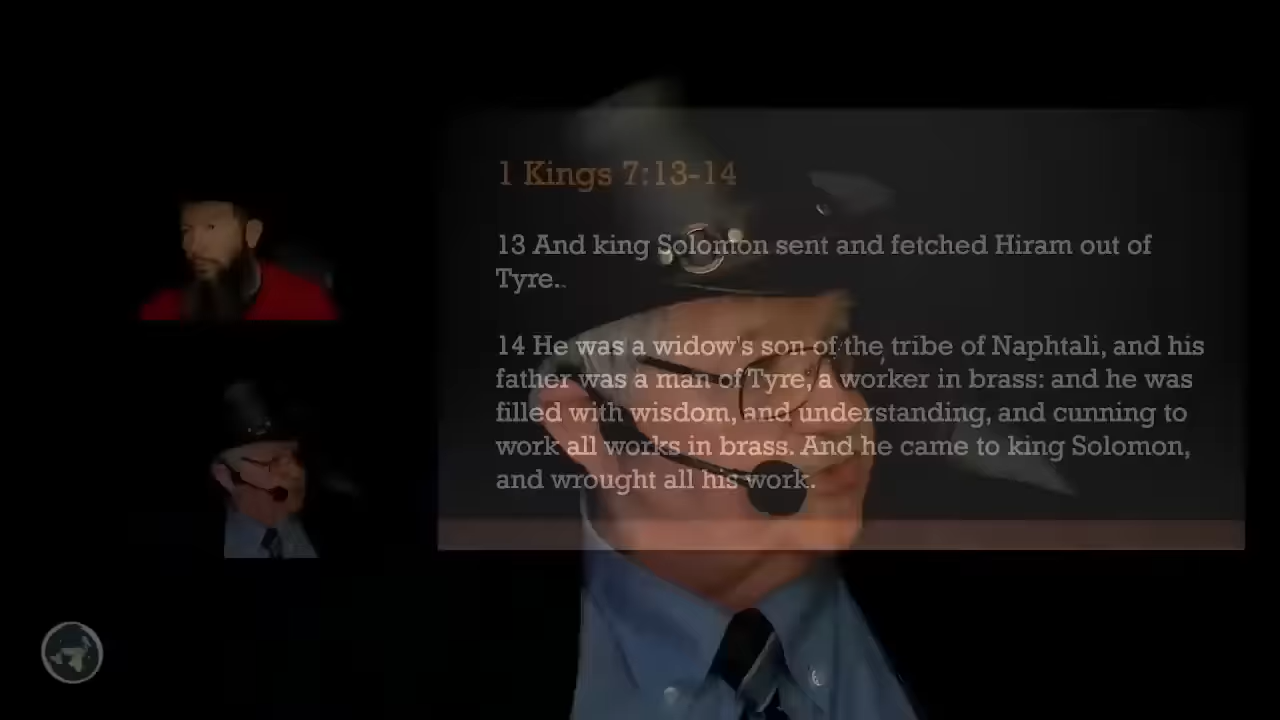 1 Kings 7:13-14
13 And king Solomon sent and fetched Hiram out of
Tyre..
14 He was a widow's son of the tribe of Naphtali, and his
father was a man of Tyre, a worker in brass: and he was
filled with wisdom, and understanding, and cunning to
work all works in brass. And he came to king Solomon,
and wrought all his work.